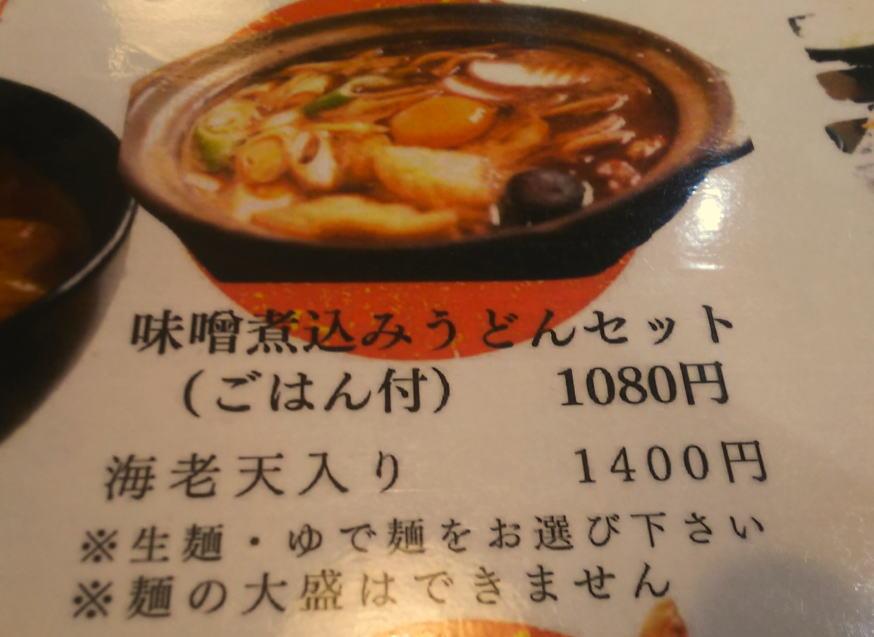 味噌煮込みうどんセット
（ごはん付） 1080円
海老天入り 1400円
※生麺・ゆで麺をお選び下さい
※麺の大盛はできません